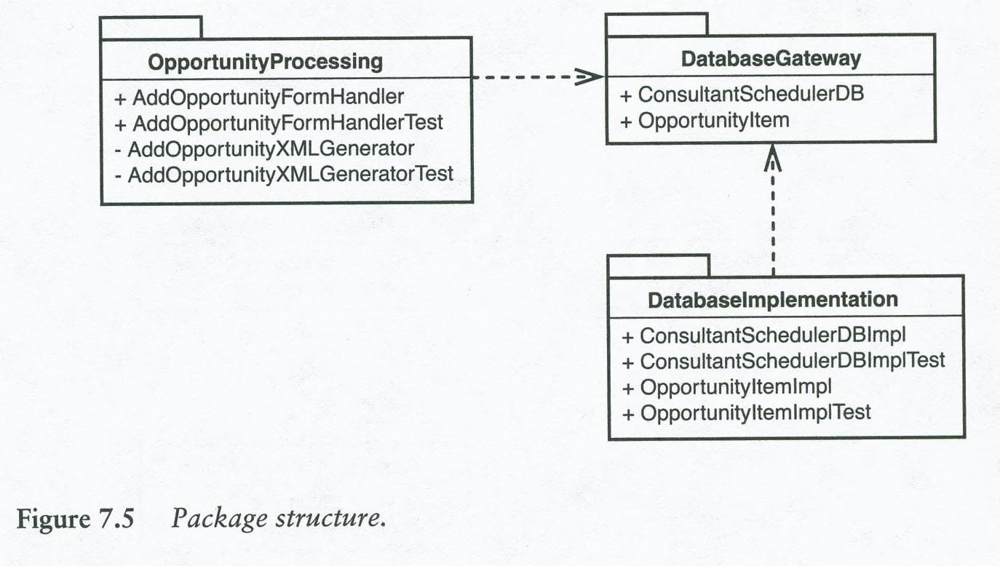 OpportunityProcessing
+ AddOpportunityFormHandler
+ AddOpportunityFormHandlerTest
- AddOpportunityXMLGenerator
- AddOpportunityXMLGeneratorTest
DatabaseGateway
+ ConsultantSchedulerDB
+ OpportunityItem
DatabaseImplementation
+ ConsultantSchedulerDBImpl
+ ConsultantSchedulerDBImplTest
+ OpportunityItemImpl
+ OpportunityItemImplTest
Figure 7.5 Package structure.